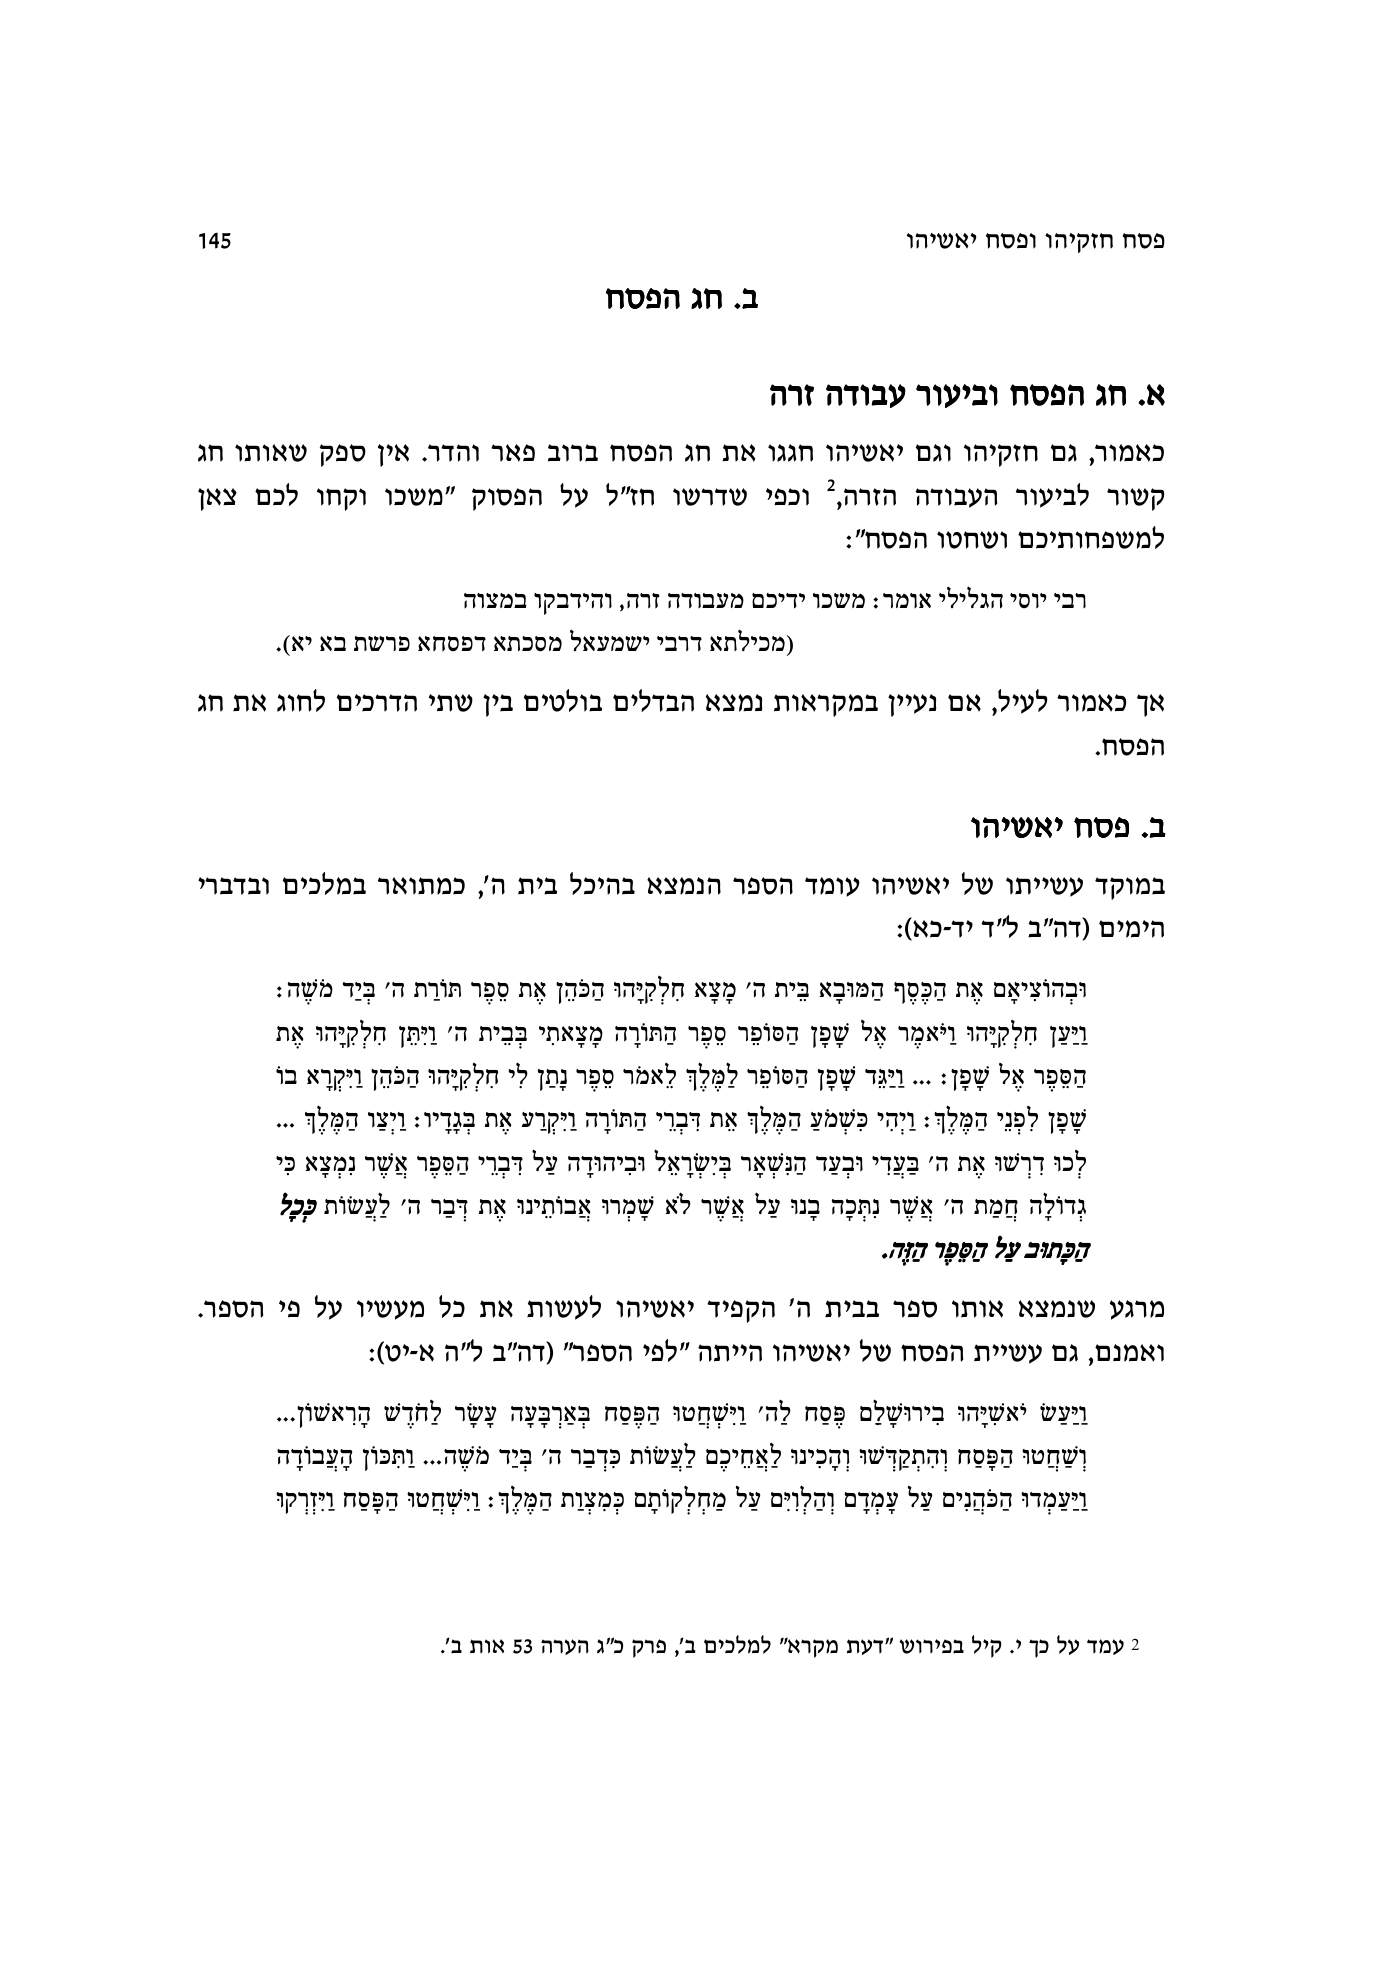 פסח חזקיהו ופסח יאשיהו 145
ב. חג הפסח
א. חג הפסח וביעור עבודה זרה
כאמור, גם חזקיהו וגם יאשיהו חגגו את חג הפסח ברוב פאר והדר. אין ספק שאותו חג
קשור לביעור העבודה הזרה,2 וכפי שדרשו חז"ל על הפסוק "משכו וקחו לכם צאן
למשפחותיכם ושחטו הפסח":
רבי יוסי הגלילי אומר: משכו ידיכם מעבודה זרה, והידבקו במצוה
(מכילתא דרבי ישמעאל מסכתא דפסחא פרשת בא יא).
אך כאמור לעיל, אם נעיין במקראות נמצא הבדלים בולטים בין שתי הדרכים לחוג את חג
הפסח.
ב. פסח יאשיהו
במוקד עשייתו של יאשיהו עומד הספר הנמצא בהיכל בית ה', כמתואר במלכים ובדברי
הימים (דה"ב ל"ד יד-כא):
וּבְהוֹצִיאָם אֶת הַכֶּסֶף הַמּוּבָא בֵּית ה' מָצָא חִלְקִיָּהוּ הַכֹּהֵן אֶת סֵפֶר תּוֹרַת ה' בְּיַד מֹשֶׁה:
וַיַּעַן חִלְקִיָּהוּ וַיֹּאמֶר אֶל שָׁפָן הַסּוֹפֵר סֵפֶר הַתּוֹרָה מָצָאתִי בְּבֵית ה' וַיִּתֵּן חִלְקִיָּהוּ אֶת
הַסֵּפֶר אֶל שָׁפָן: ... וַיַּגֵּד שָׁפָן הַסּוֹפֵר לַמֶּלֶךְ לֵאמֹר סֵפֶר נָתַן לִי חִלְקִיָּהוּ הַכֹּהֵן וַיִּקְרָא בוֹ
שָׁפָן לִפְנֵי הַמֶּלֶךְ: וַיְהִי כִּשְׁמֹעַ הַמֶּלֶךְ אֵת דִּבְרֵי הַתּוֹרָה וַיִּקְרַע אֶת בְּגָדָיו: וַיְצַו הַמֶּלֶךְ ...
לְכוּ דִרְשׁוּ אֶת ה' בַּעֲדִי וּבְעַד הַנִּשְׁאָר בְּיִשְׂרָאֵל וּבִיהוּדָה עַל דִּבְרֵי הַסֵּפֶר אֲשֶׁר נִמְצָא כִּי
גְדוֹלָה חֲמַת ה' אֲשֶׁר נִתְּכָה בָנוּ עַל אֲשֶׁר לֹא שָׁמְרוּ אֲבוֹתֵינוּ אֶת דְּבַר ה' לַעֲשׂוֹת כְּכָל
הַכָּתוּב עַל הַסֵּפֶר הַזֶּה.
מרגע שנמצא אותו ספר בבית ה' הקפיד יאשיהו לעשות את כל מעשיו על פי הספר.
ואמנם, גם עשיית הפסח של יאשיהו הייתה "לפי הספר" (דה"ב ל"ה א-יט):
וַיַּעַשׂ יֹאשִׁיָּהוּ בִירוּשָׁלִַם פֶּסַח לַה' וַיִּשְׁחֲטוּ הַפֶּסַח בְּאַרְבָּעָה עָשָׂר לַחֹדֶשׁ הָרִאשׁוֹן...
וְשַׁחֲטוּ הַפָּסַח וְהִתְקַדְּשׁוּ וְהָכִינוּ לַאֲחֵיכֶם לַעֲשׂוֹת כִּדְבַר ה' בְּיַד מֹשֶׁה... וַתִּכּוֹן הָעֲבוֹדָה
וַיַּעַמְדוּ הַכֹּהֲנִים עַל עָמְדָם וְהַלְוִיִּם עַל מַחְלְקוֹתָם כְּמִצְוַת הַמֶּלֶךְ: וַיִּשְׁחֲטוּ הַפָּסַח וַיִּזְרְקוּ
2 עמד על כך י. קיל בפירוש "דעת מקרא" למלכים ב', פרק כ"ג הערה 53 אות ב'.